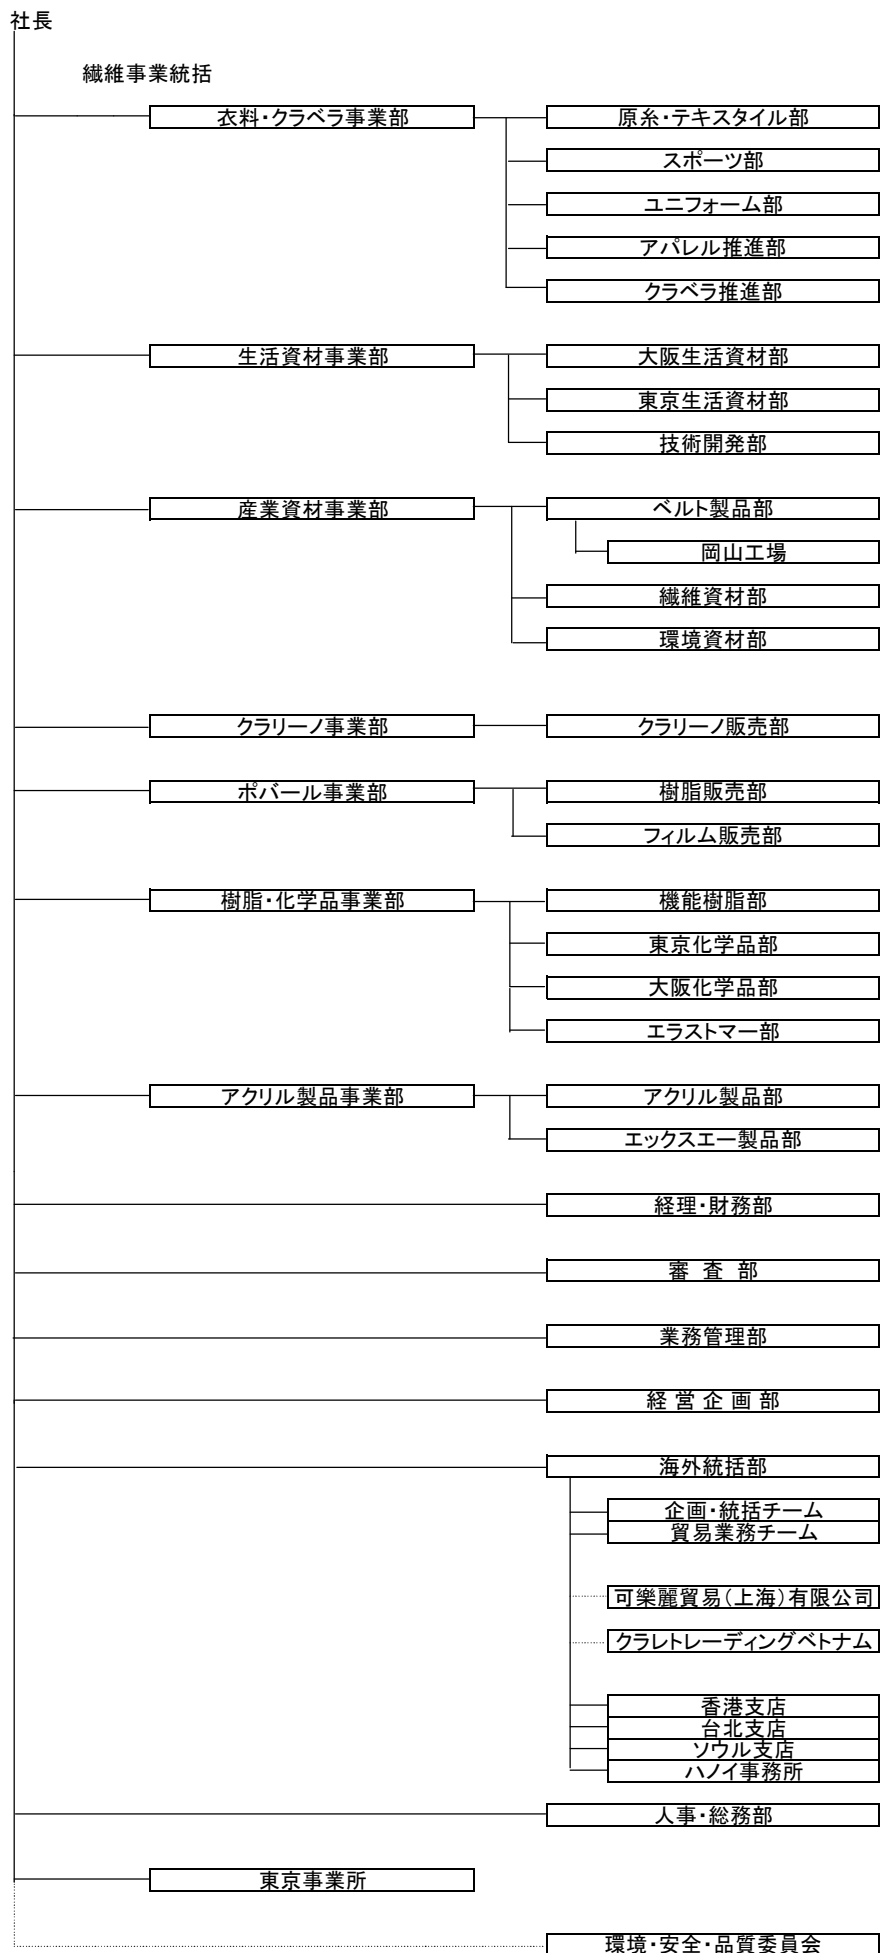 社長
繊維事業統括
衣料・クラベラ事業部
原糸・テキスタイル部
スポーツ部
ユニフォーム部
アパレル推進部
クラベラ推進部
生活資材事業部
大阪生活資材部
東京生活資材部
技術開発部
産業資材事業部
ベルト製品部
岡山工場
繊維資材部
環境資材部
クラリーノ事業部
クラリーノ販売部
ポバール事業部
樹脂販売部
フィルム販売部
樹脂・化学品事業部
機能樹脂部
東京化学品部
大阪化学品部
エラストマー部
アクリル製品事業部
アクリル製品部
エックスエー製品部
経理・財務部
審 査 部
業務管理部
経 営 企 画 部
海外統括部
企画・統括チーム
貿易業務チーム
可樂麗貿易(上海)有限公司
クラレトレーディングベトナム
香港支店
台北支店
ソウル支店
ハノイ事務所
人事・総務部
東京事業所
環境・安全・品質委員会